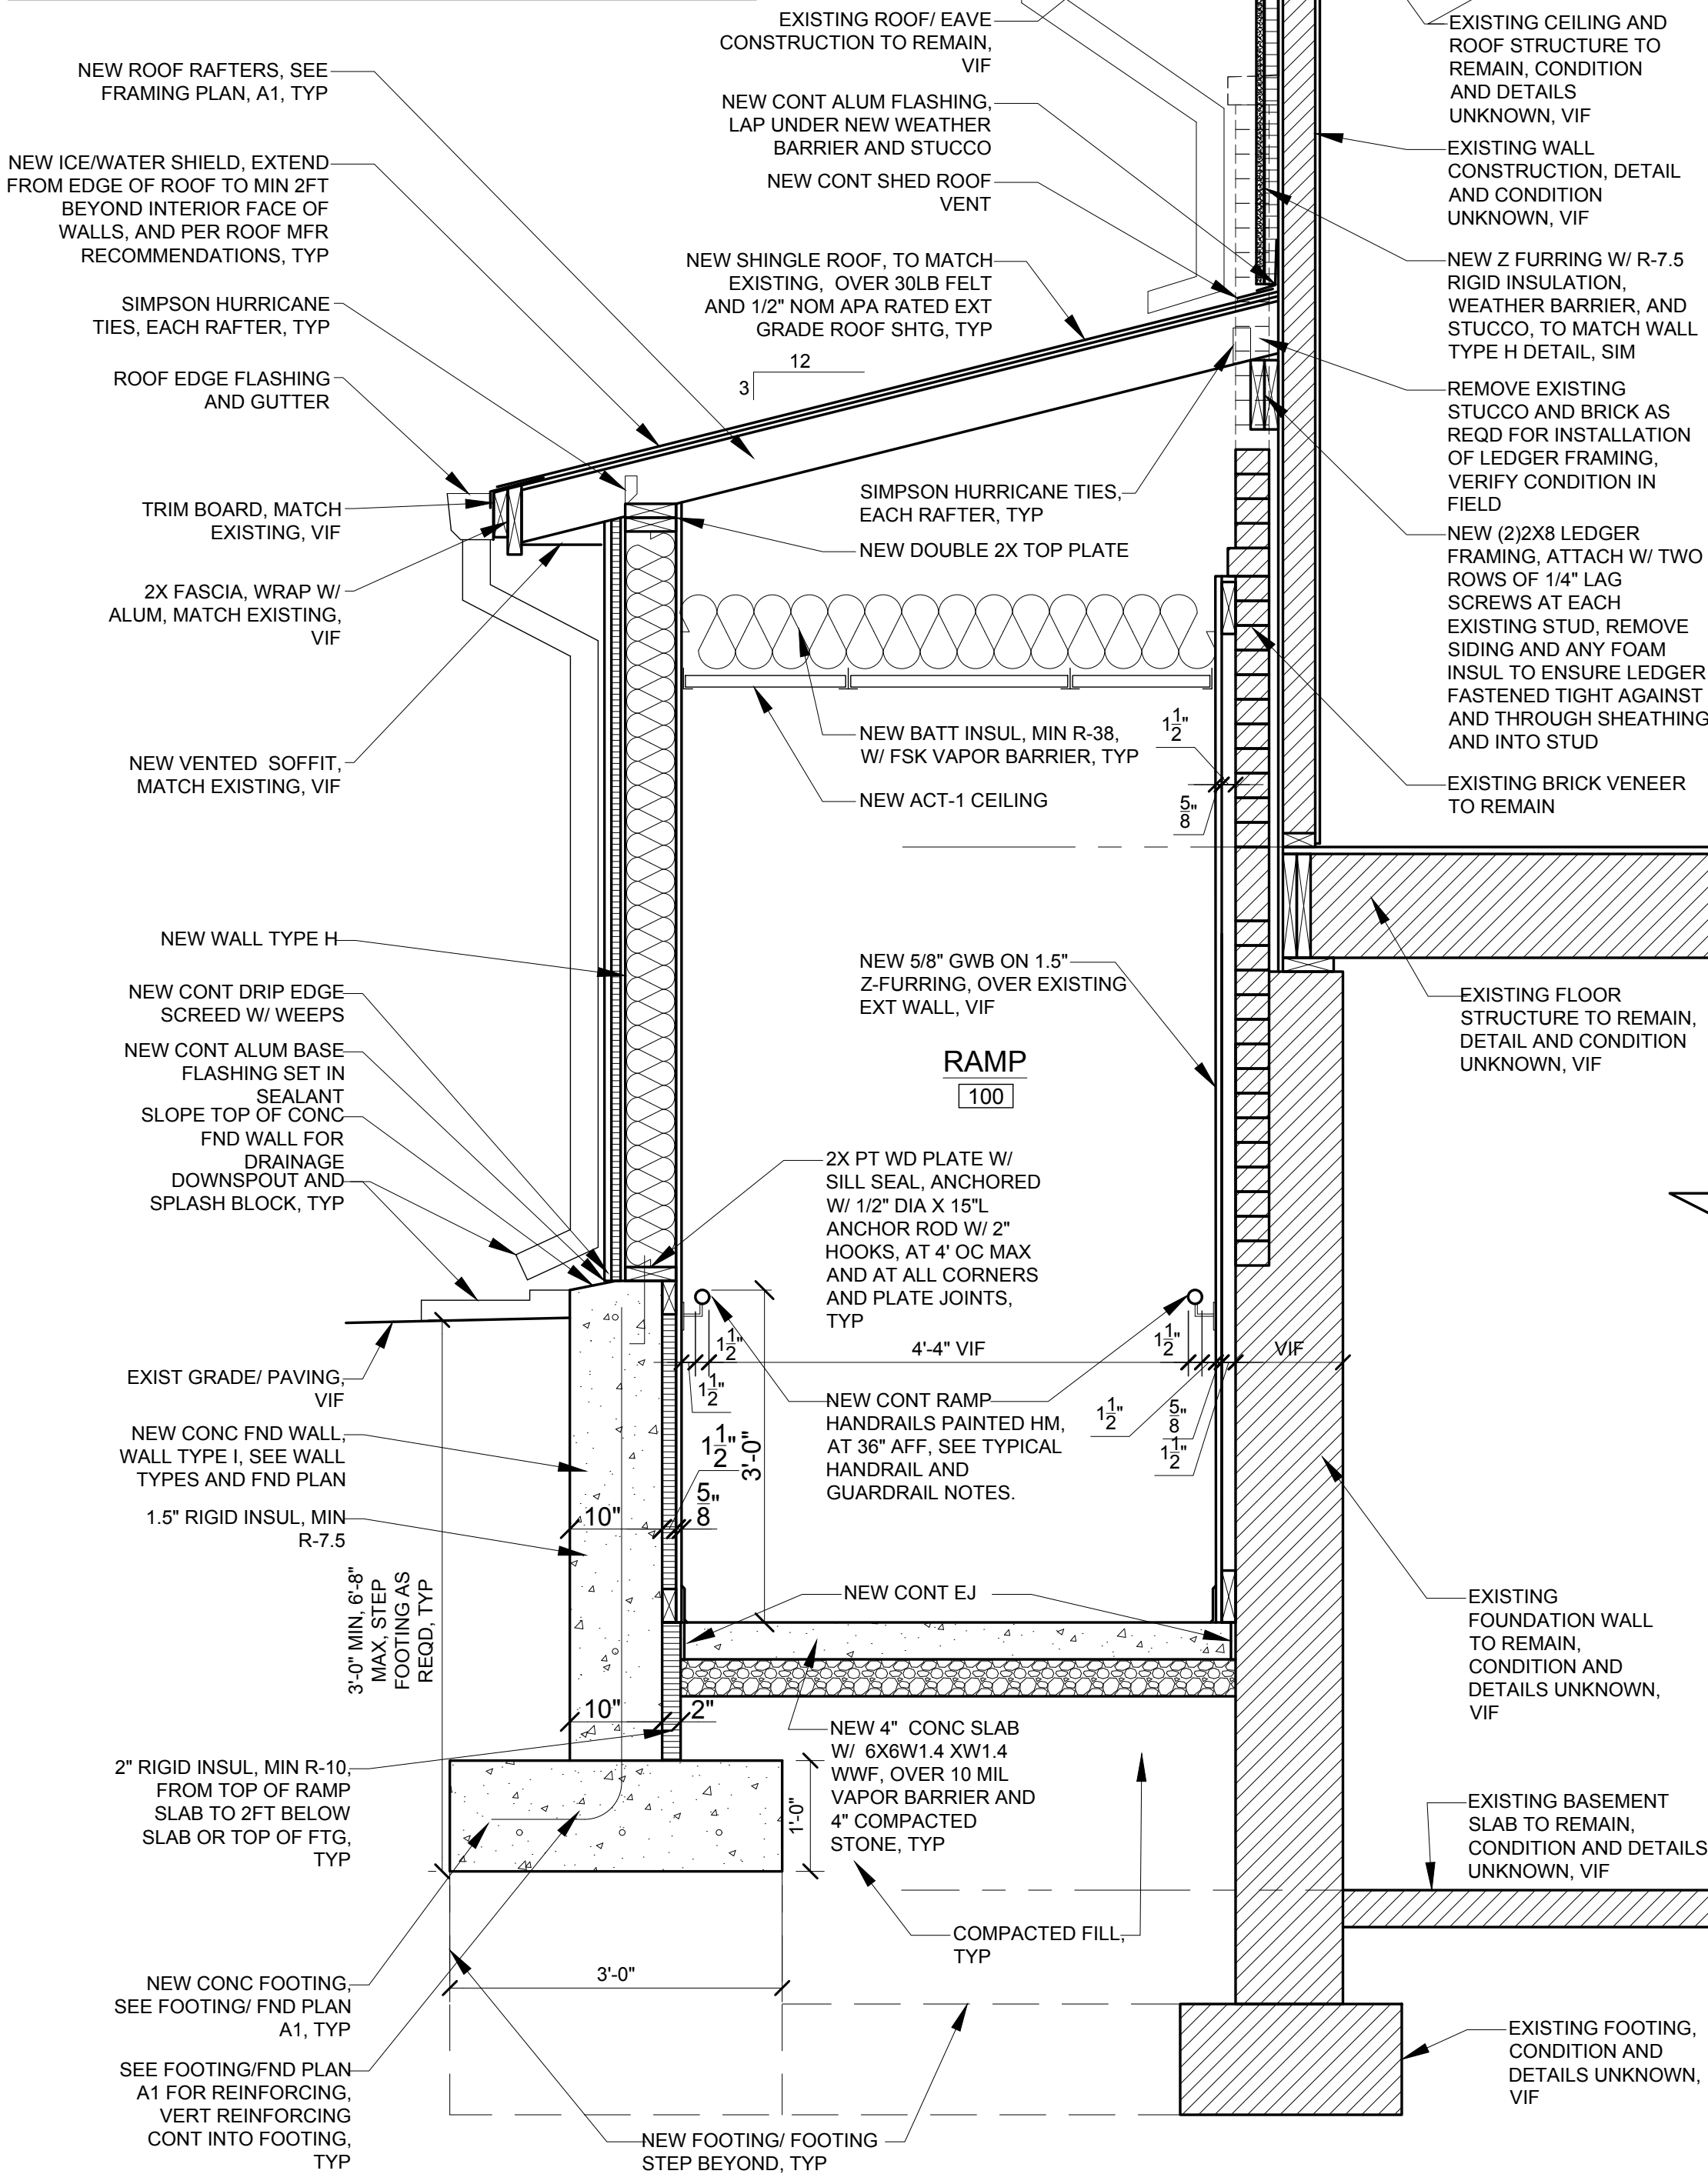 EXISTING ROOF/ EAVE
CONSTRUCTION TO REMAIN,
VIF
NEW CONT ALUM FLASHING,
LAP UNDER NEW WEATHER
BARRIER AND STUCCO
NEW CONT SHED ROOF
VENT
NEW SHINGLE ROOF, TO MATCH
EXISTING, OVER 30LB FELT
AND 1/2" NOM APA RATED EXT
GRADE ROOF SHTG, TYP
12
3
NEW ROOF RAFTERS, SEE
FRAMING PLAN, A1, TYP
NEW ICE/WATER SHIELD, EXTEND
FROM EDGE OF ROOF TO MIN 2FT
BEYOND INTERIOR FACE OF
WALLS, AND PER ROOF MFR
RECOMMENDATIONS, TYP
SIMPSON HURRICANE
TIES, EACH RAFTER, TYP
ROOF EDGE FLASHING
AND GUTTER
TRIM BOARD, MATCH
EXISTING, VIF
2X FASCIA, WRAP W/
ALUM, MATCH EXISTING,
VIF
NEW VENTED SOFFIT,
MATCH EXISTING, VIF
NEW WALL TYPE H
NEW CONT DRIP EDGE
SCREED W/ WEEPS
NEW CONT ALUM BASE
FLASHING SET IN
SEALANT
SLOPE TOP OF CONC
FND WALL FOR
DRAINAGE
DOWNSPOUT AND
SPLASH BLOCK, TYP
EXIST GRADE/ PAVING,
VIF
NEW CONC FND WALL,
WALL TYPE I, SEE WALL
TYPES AND FND PLAN
1.5" RIGID INSUL, MIN
R-7.5
3'-0" MIN, 6'-8"
MAX, STEP
FOOTING AS
REQD, TYP
2" RIGID INSUL, MIN R-10,
FROM TOP OF RAMP
SLAB TO 2FT BELOW
SLAB OR TOP OF FTG,
TYP
NEW CONC FOOTING,
SEE FOOTING/ FND PLAN
A1, TYP
SEE FOOTING/FND PLAN
A1 FOR REINFORCING,
VERT REINFORCING
CONT INTO FOOTING,
TYP
SIMPSON HURRICANE TIES,
EACH RAFTER, TYP
NEW DOUBLE 2X TOP PLATE
NEW BATT INSUL, MIN R-38,
W/ FSK VAPOR BARRIER, TYP
NEW ACT-1 CEILING
1 1/2"
5/8"
NEW 5/8" GWB ON 1.5"
Z-FURRING, OVER EXISTING
EXT WALL, VIF
RAMP
100
2X PT WD PLATE W/
SILL SEAL, ANCHORED
W/ 1/2" DIA X 15"L
ANCHOR ROD W/ 2"
HOOKS, AT 4' OC MAX
AND AT ALL CORNERS
AND PLATE JOINTS,
TYP
1 1/2"
4'-4" VIF
1 1/2"
VIF
1 1/2"
NEW CONT RAMP
HANDRAILS PAINTED HM,
AT 36" AFF, SEE TYPICAL
HANDRAIL AND
GUARDRAIL NOTES.
1 1/2"
5/8"
1 1/2"
1 1/2"
3'-0"
10"
5/8"
NEW CONT EJ
10"
2"
NEW 4" CONC SLAB
W/ 6X6W1.4 XW1.4
WWF, OVER 10 MIL
VAPOR BARRIER AND
4" COMPACTED
STONE, TYP
1'-0"
COMPACTED FILL,
TYP
3'-0"
NEW FOOTING/ FOOTING
STEP BEYOND, TYP
EXISTING CEILING AND
ROOF STRUCTURE TO
REMAIN, CONDITION
AND DETAILS
UNKNOWN, VIF
EXISTING WALL
CONSTRUCTION, DETAIL
AND CONDITION
UNKNOWN, VIF
NEW Z FURRING W/ R-7.5
RIGID INSULATION,
WEATHER BARRIER, AND
STUCCO, TO MATCH WALL
TYPE H DETAIL, SIM
REMOVE EXISTING
STUCCO AND BRICK AS
REQD FOR INSTALLATION
OF LEDGER FRAMING,
VERIFY CONDITION IN
FIELD
NEW (2)2X8 LEDGER
FRAMING, ATTACH W/ TWO
ROWS OF 1/4" LAG
SCREWS AT EACH
EXISTING STUD, REMOVE
SIDING AND ANY FOAM
INSUL TO ENSURE LEDGER
FASTENED TIGHT AGAINST
AND THROUGH SHEATHING
AND INTO STUD
EXISTING BRICK VENEER
TO REMAIN
EXISTING FLOOR
STRUCTURE TO REMAIN,
DETAIL AND CONDITION
UNKNOWN, VIF
EXISTING
FOUNDATION WALL
TO REMAIN,
CONDITION AND
DETAILS UNKNOWN,
VIF
EXISTING BASEMENT
SLAB TO REMAIN,
CONDITION AND DETAILS
UNKNOWN, VIF
EXISTING FOOTING,
CONDITION AND
DETAILS UNKNOWN,
VIF